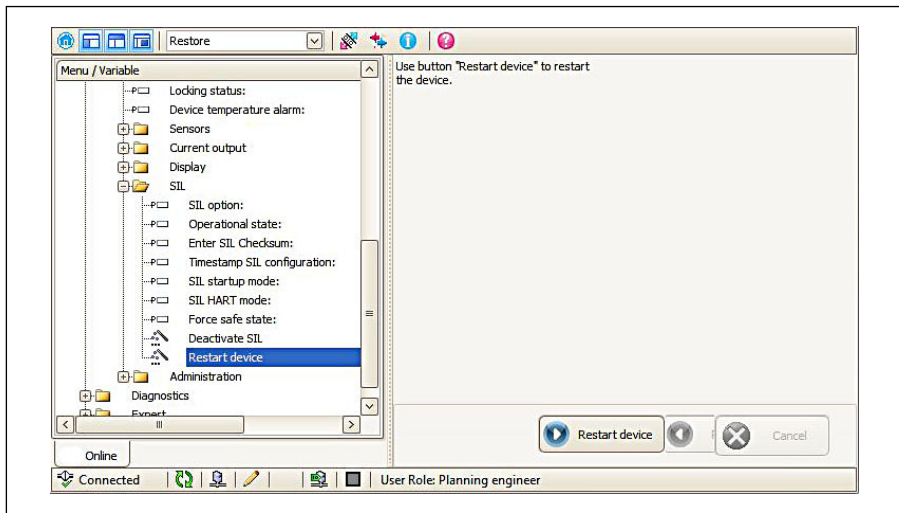 Restore
Menu / Variable
Locking status:
Device temperature alarm:
Sensors
Current output
Display
SIL
SIL option:
Operational state:
Enter SIL Checksum:
Timestamp SIL configuration:
SIL startup mode:
SIL HART mode:
Force safe state:
Deactivate SIL
Restart device
Administration
Diagnostics
Expert
Use button "Restart device" to restart
the device.
Restart device
Cancel
Online
Connected
User Role: Planning engineer